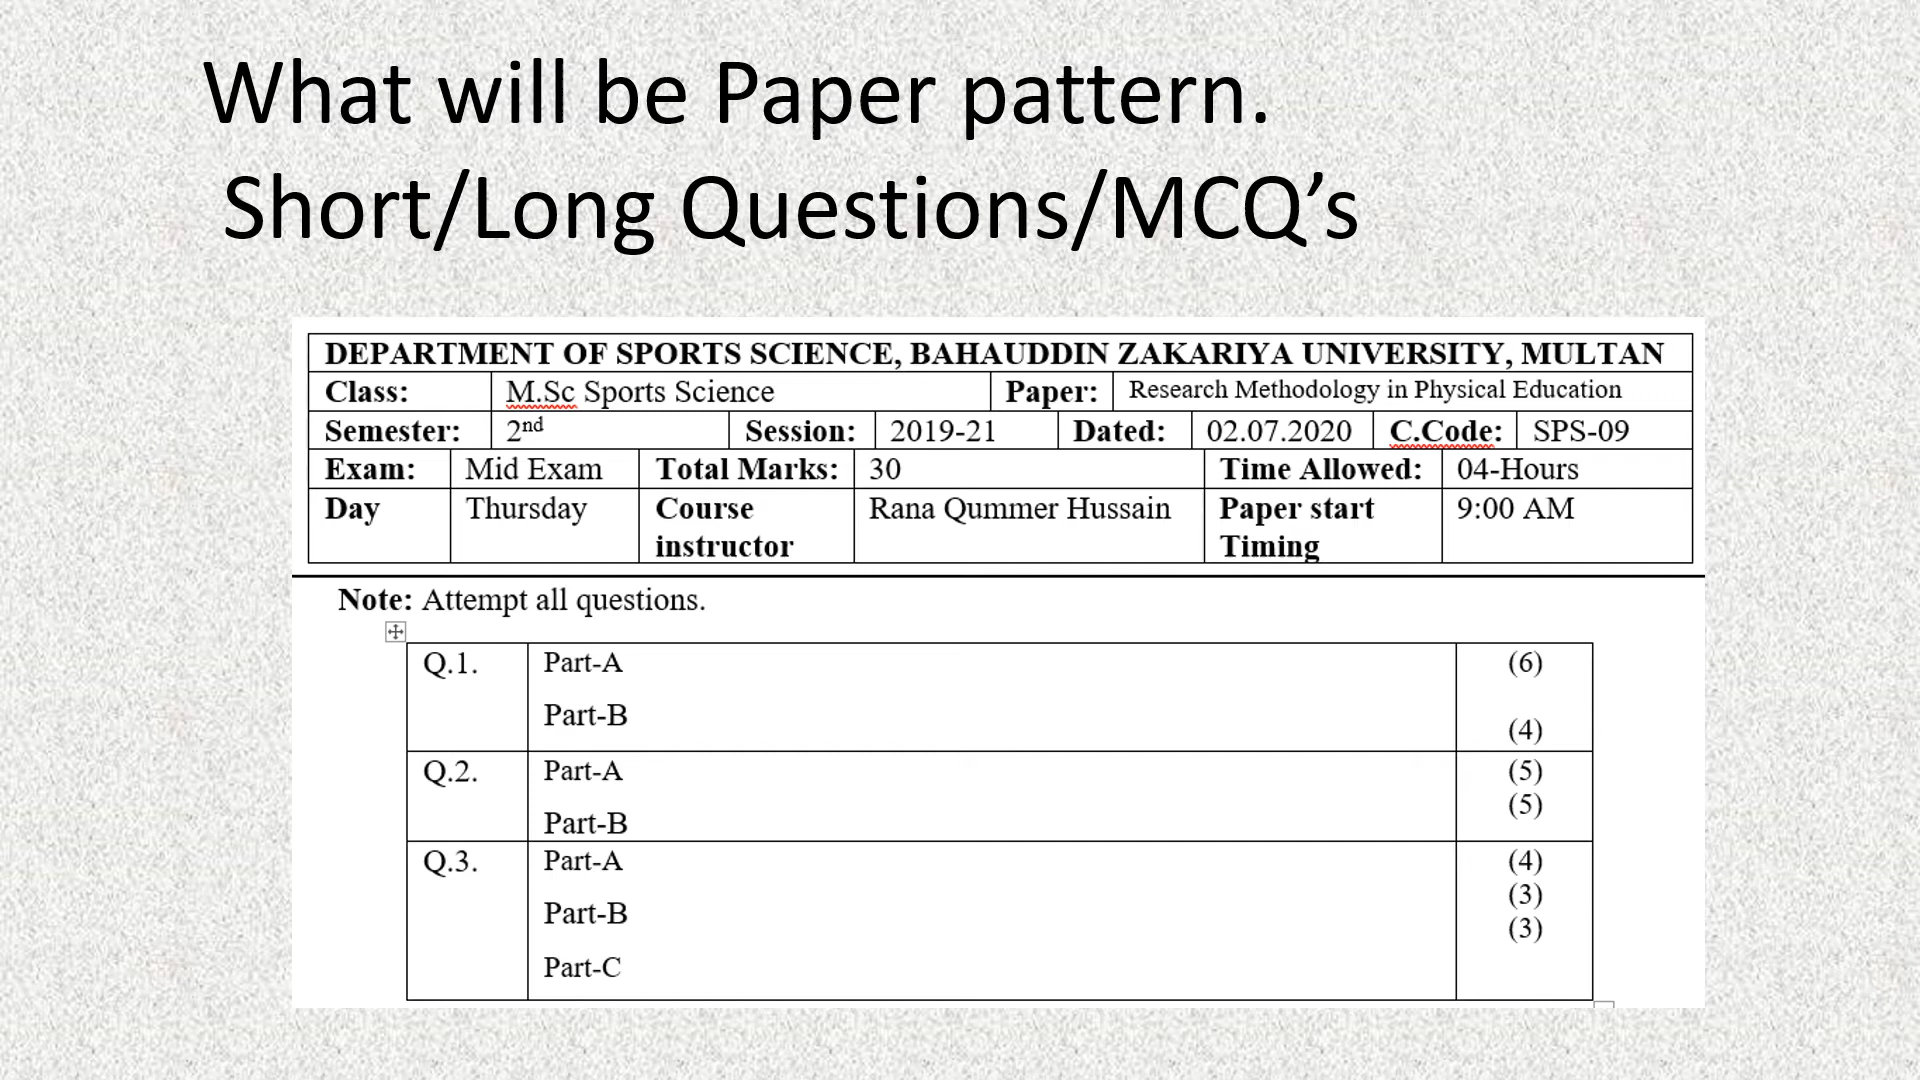 What will be Paper pattern.
Short/Long Questions/MCQ’s
DEPARTMENT OF SPORTS SCIENCE, BAHAUDDIN ZAKARIYA UNIVERSITY, MULTAN
Class: M.Sc Sports Science Paper: Research Methodology in Physical Education
Semester: 2nd Session: 2019-21 Dated: 02.07.2020 C.Code: SPS-09
Exam: Mid Exam Total Marks: 30 Time Allowed: 04-Hours
Day Thursday Course Rana Qummer Hussain Paper start 9:00 AM
instructor Timing
Note: Attempt all questions.
Q.1. Part-A (6)
Part-B (4)
Q.2. Part-A (5)
Part-B (5)
Q.3. Part-A (4)
Part-B (3)
Part-C (3)